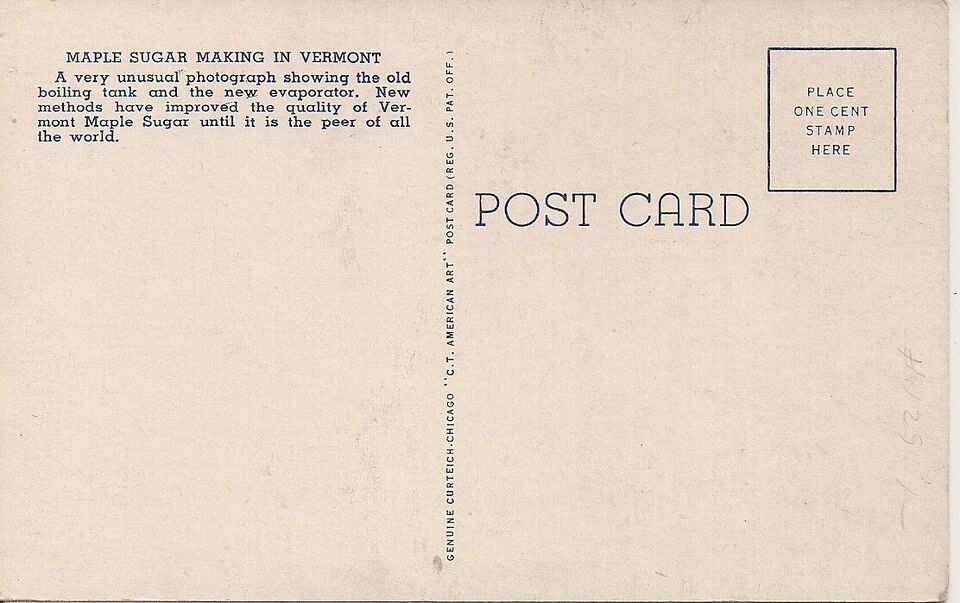 MAPLE SUGAR MAKING IN VERMONT
A very unusual photograph showing the old
boiling tank and the new evaporator. New
methods have improved the quality of Ver-
mont Maple Sugar until it is the peer of all
the world.
GENUINE CURTEICH-CHICAGO "C.T. AMERICAN ART" POST CARD (REG. U.S. PAT. OFF.)
POST CARD
PLACE
ONE CENT
STAMP
HERE